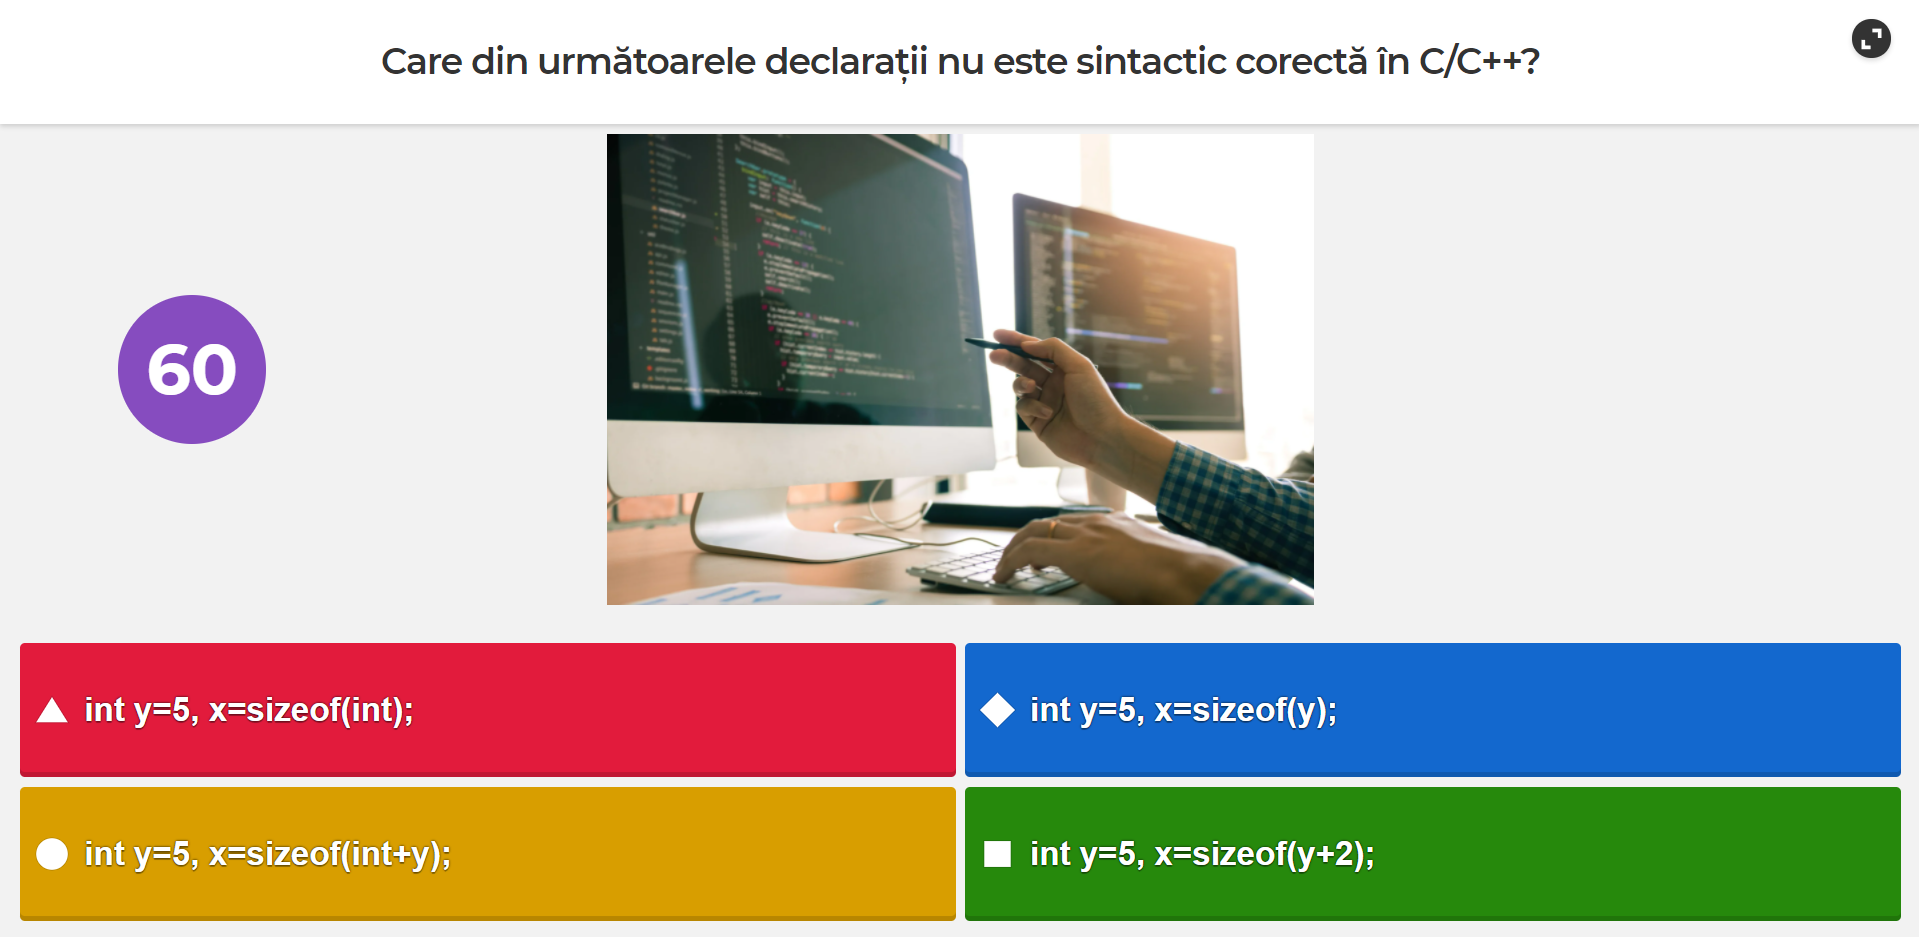 Care din următoarele declarații nu este sintactic corectă în C/C++?
60
int y=5, x=sizeof(int);
int y=5, x=sizeof(y);
int y=5, x=sizeof(int+y);
int y=5, x=sizeof(y+2);